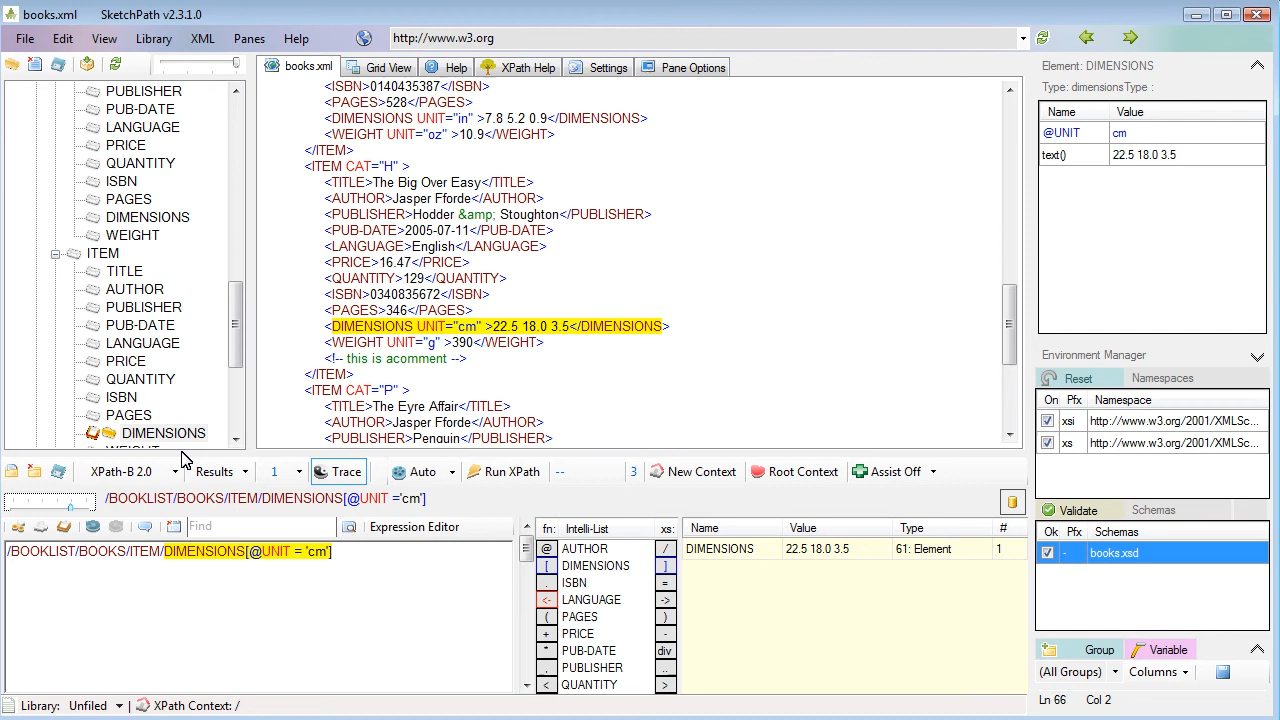 books.xml SketchPath v2.3.1.0
File Edit View Library XML Panes Help http://www.w3.org
books.xml Grid View Help XPath Help Settings Pane Options
PUBLISHER
PUB-DATE
LANGUAGE
PRICE
QUANTITY
ISBN
PAGES
DIMENSIONS
WEIGHT
ITEM
TITLE
AUTHOR
PUBLISHER
PUB-DATE
LANGUAGE
PRICE
QUANTITY
ISBN
PAGES
DIMENSIONS
<ISBN>0140435387</ISBN>
<PAGES>528</PAGES>
<DIMENSIONS UNIT="in" >7.8 5.2 0.9</DIMENSIONS>
<WEIGHT UNIT="oz" >10.9</WEIGHT>
</ITEM>
<ITEM CAT="H" >
<TITLE>The Big Over Easy</TITLE>
<AUTHOR>Jasper Fforde</AUTHOR>
<PUBLISHER>Hodder &amp; Stoughton</PUBLISHER>
<PUB-DATE>2005-07-11</PUB-DATE>
<LANGUAGE>English</LANGUAGE>
<PRICE>16.47</PRICE>
<QUANTITY>129</QUANTITY>
<ISBN>0340835672</ISBN>
<PAGES>346</PAGES>
<DIMENSIONS UNIT="cm" >22.5 18.0 3.5</DIMENSIONS>
<WEIGHT UNIT="g" >390</WEIGHT>
<!-- this is acomment -->
</ITEM>
<ITEM CAT="P" >
<TITLE>The Eyre Affair</TITLE>
<AUTHOR>Jasper Fforde</AUTHOR>
<PUBLISHER>Penguin</PUBLISHER>
Element: DIMENSIONS
Type: dimensionsType :
Name Value
@UNIT cm
text() 22.5 18.0 3.5
Environment Manager
Reset Namespaces
On Pfx Namespace
xsi http://www.w3.org/2001/XMLSc...
xs http://www.w3.org/2001/XMLSc...
Validate Schemas
Ok Pfx Schemas
- books.xsd
Group Variable
(All Groups) Columns
Ln 66 Col 2
XPath-B 2.0 Results 1 Trace Auto Run XPath -- 3 New Context Root Context Assist Off
/BOOKLIST/BOOKS/ITEM/DIMENSIONS[@UNIT ='cm']
Find Expression Editor
/BOOKLIST/BOOKS/ITEM/DIMENSIONS[@UNIT = 'cm']
fn: Intelli-List xs:
@ AUTHOR /
[ DIMENSIONS ]
. ISBN =
<- LANGUAGE ->
( PAGES )
+ PRICE -
* PUB-DATE div
, PUBLISHER ..
< QUANTITY >
Name Value Type #
DIMENSIONS 22.5 18.0 3.5 61: Element 1
Library: Unfiled XPath Context: /